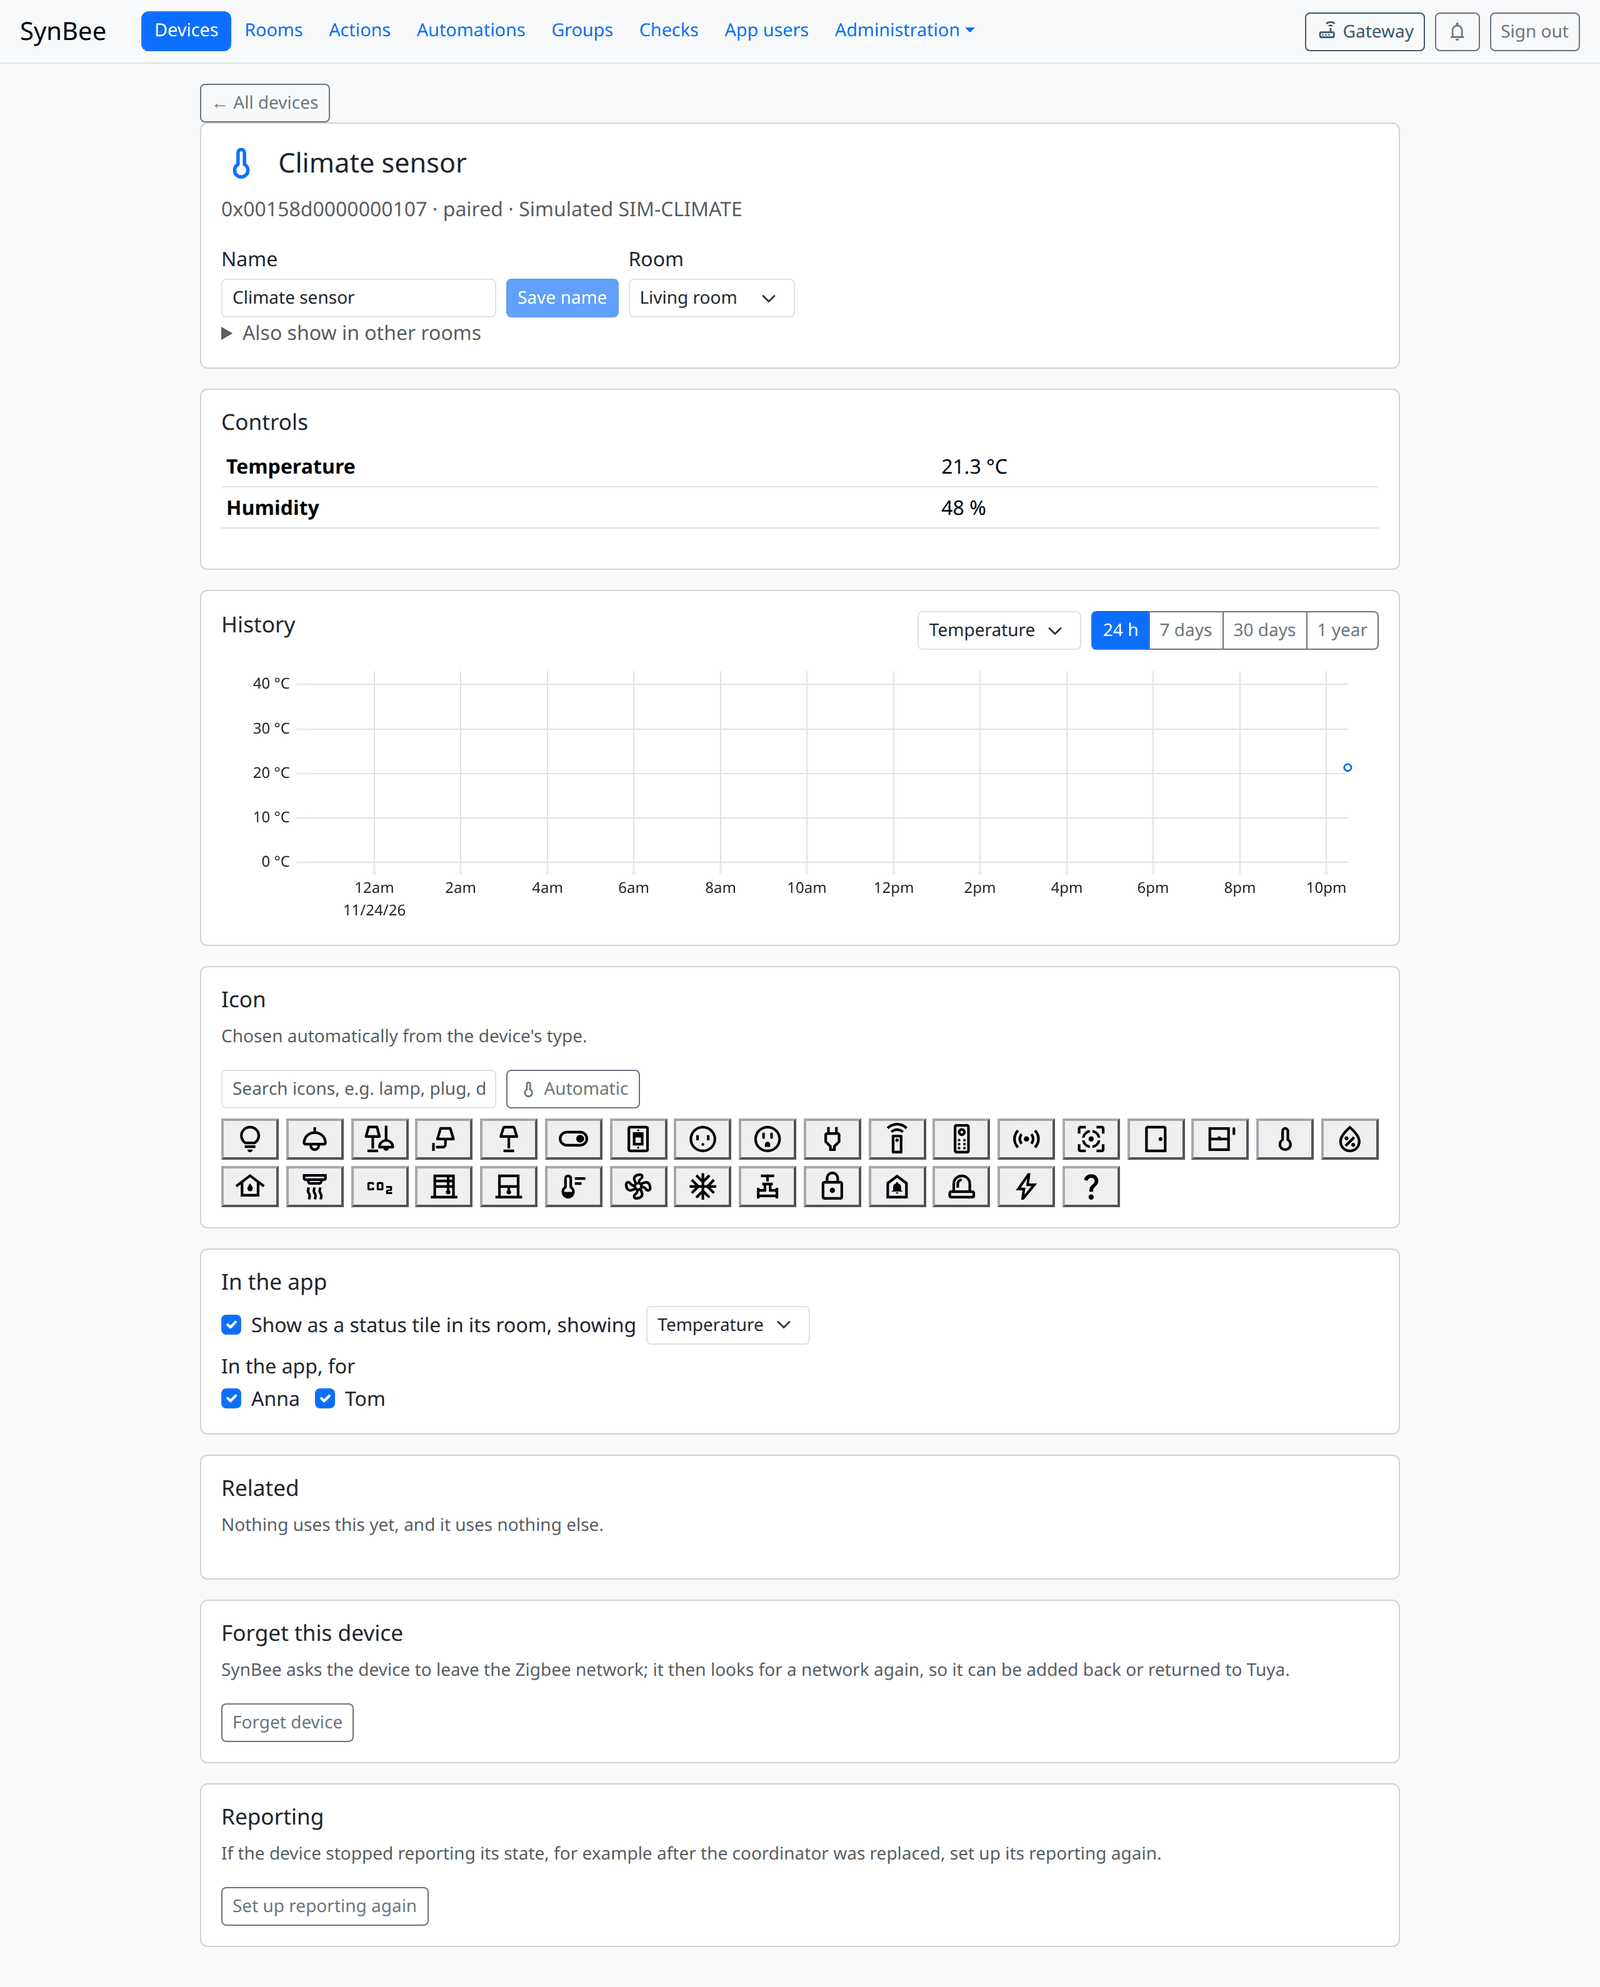 SynBee Devices Rooms Actions Automations Groups Checks App users Administration Gateway Sign out
← All devices
Climate sensor
0x00158d0000000107 · paired · Simulated SIM-CLIMATE
Name Room
Climate sensor Save name Living room
Also show in other rooms
Controls
Temperature 21.3 °C
Humidity 48 %
History Temperature 24 h 7 days 30 days 1 year
40 °C
30 °C
20 °C
10 °C
0 °C
12am 2am 4am 6am 8am 10am 12pm 2pm 4pm 6pm 8pm 10pm
11/24/26
Icon
Chosen automatically from the device's type.
Search icons, e.g. lamp, plug, d Automatic
CO2 ?
In the app
Show as a status tile in its room, showing Temperature
In the app, for
Anna Tom
Related
Nothing uses this yet, and it uses nothing else.
Forget this device
SynBee asks the device to leave the Zigbee network; it then looks for a network again, so it can be added back or returned to Tuya.
Forget device
Reporting
If the device stopped reporting its state, for example after the coordinator was replaced, set up its reporting again.
Set up reporting again